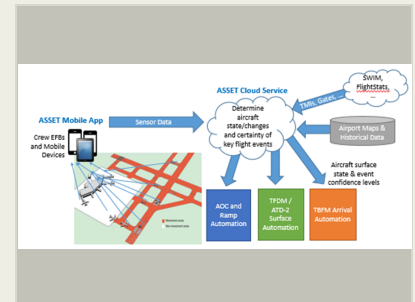 ASSET Cloud Service
SWIM,
FlightStats,
...
TMIs, Gates, ...
Determine
aircraft
state/changes
and certainty of
key flight events
ASSET Mobile App
Sensor Data
Crew EFBs
and Mobile
Devices
Airport Maps &
Historical Data
Aircraft surface
state & event
confidence levels
AOC and
Ramp
Automation
TFDM /
ATD-2
Surface
Automation
TBFM Arrival
Automation